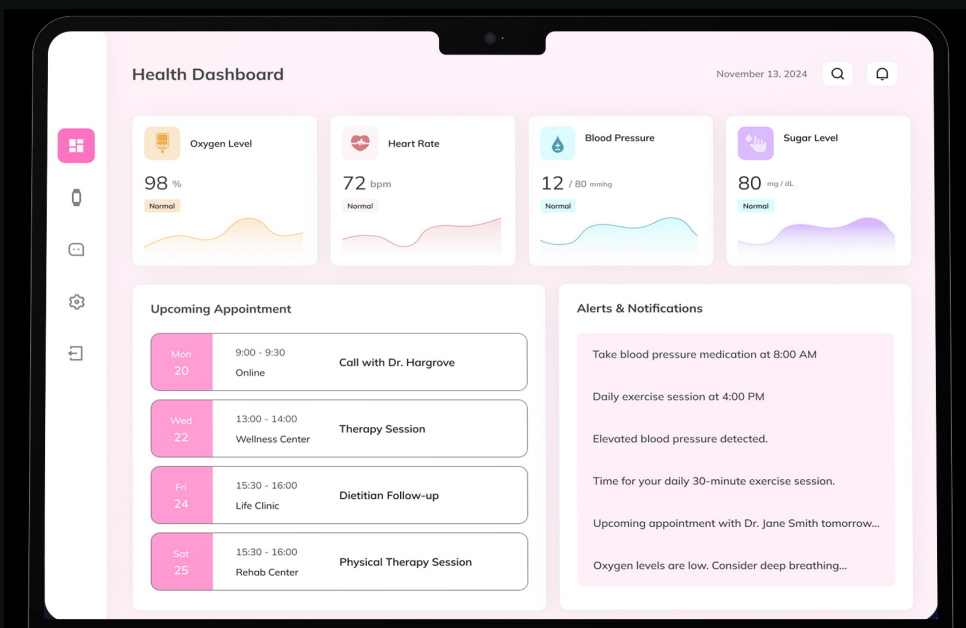 Health Dashboard
November 13, 2024
Oxygen Level
98 %
Normal
Heart Rate
72 bpm
Normal
Blood Pressure
12 / 80 mmhg
Normal
Sugar Level
80 mg / dL
Normal
Upcoming Appointment
Mon
20
9:00 - 9:30
Online
Call with Dr. Hargrove
Wed
22
13:00 - 14:00
Wellness Center
Therapy Session
Fri
24
15:30 - 16:00
Life Clinic
Dietitian Follow-up
Sat
25
15:30 - 16:00
Rehab Center
Physical Therapy Session
Alerts & Notifications
Take blood pressure medication at 8:00 AM
Daily exercise session at 4:00 PM
Elevated blood pressure detected.
Time for your daily 30-minute exercise session.
Upcoming appointment with Dr. Jane Smith tomorrow...
Oxygen levels are low. Consider deep breathing...